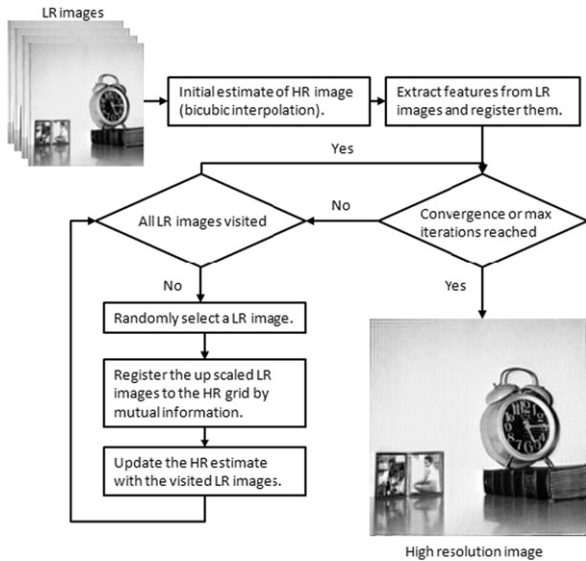 LR images
Initial estimate of HR image
(bicubic interpolation).
Extract features from LR
images and register them.
Yes
All LR images visited
No
Convergence or max
iterations reached
No
Yes
Randomly select a LR image.
Register the up scaled LR
images to the HR grid by
mutual information.
Update the HR estimate
with the visited LR images.
High resolution image